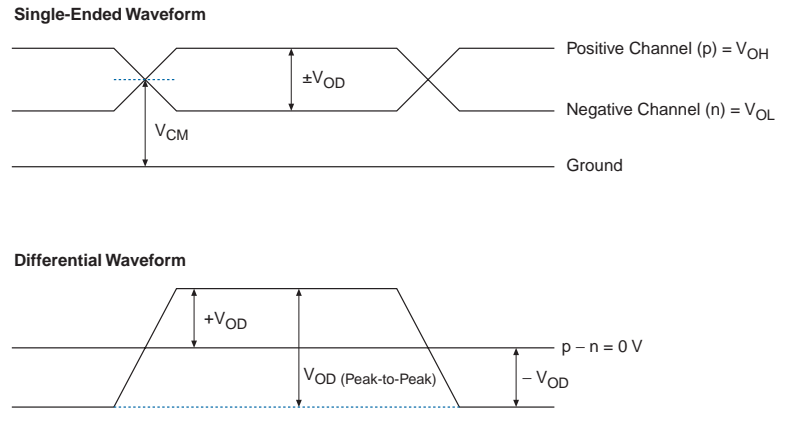 Single-Ended Waveform
Positive Channel (p) = VOH
±VOD
Negative Channel (n) = VOL
VCM
Ground
Differential Waveform
+VOD
p – n = 0 V
VOD (Peak-to-Peak)
– VOD